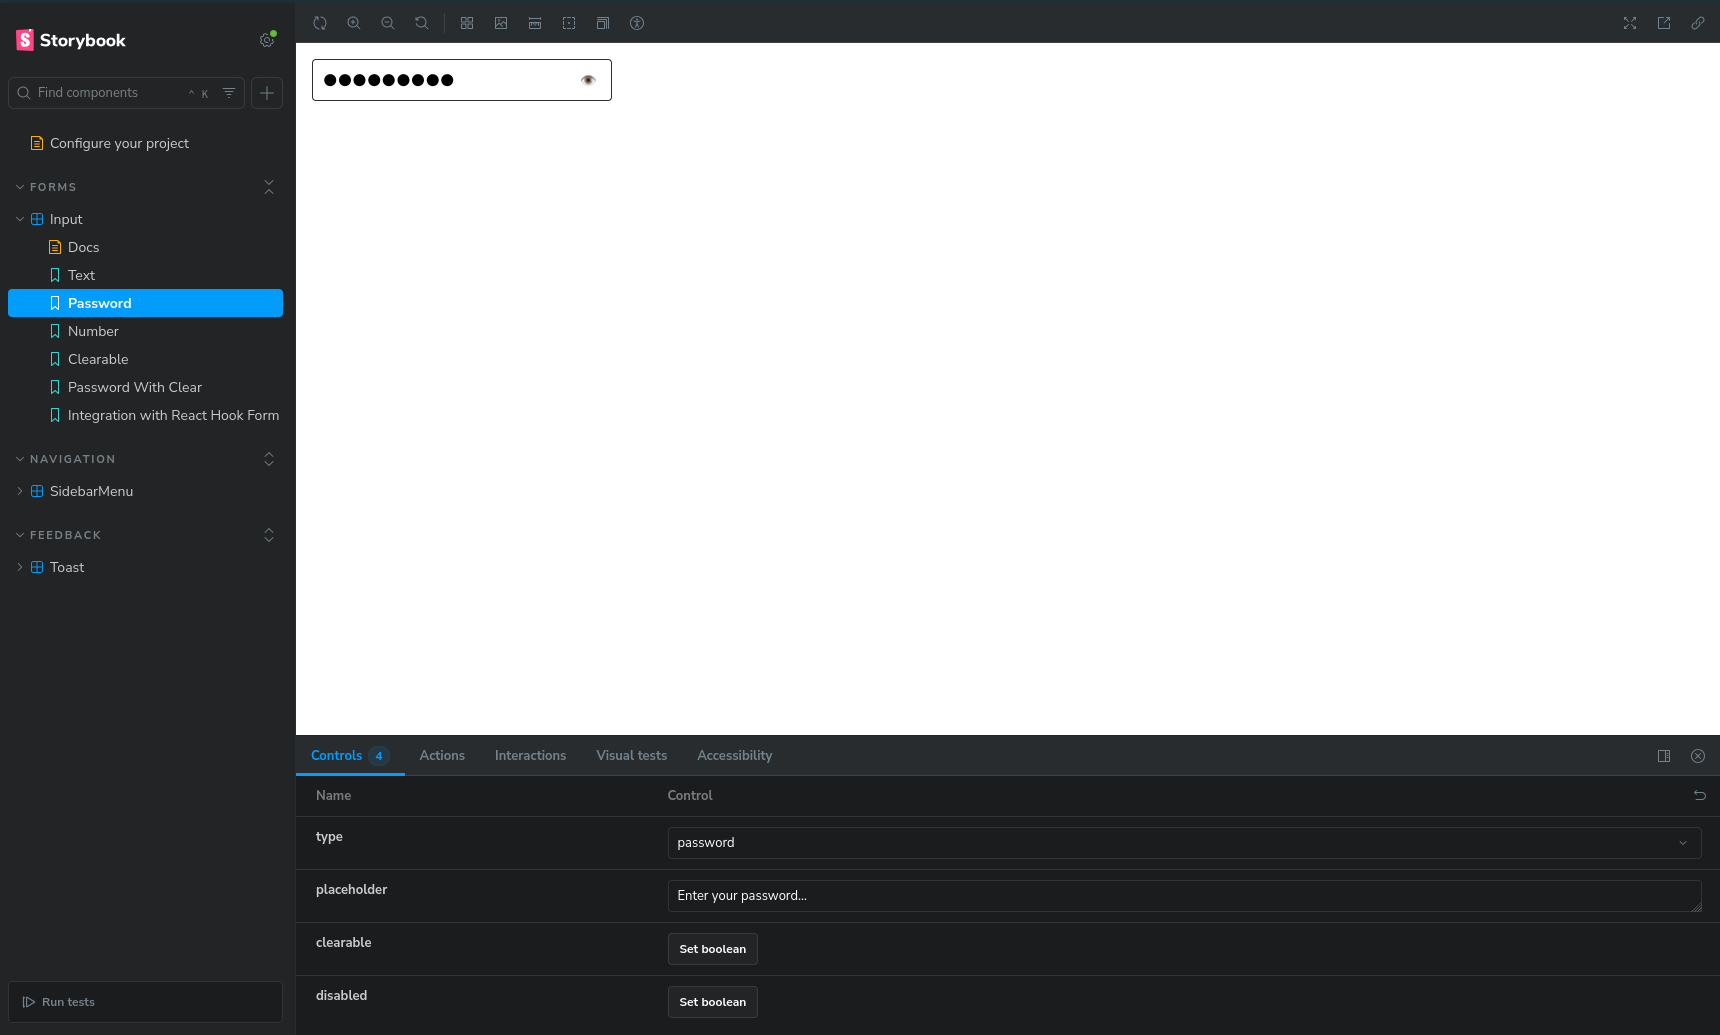 Storybook
Find components
^ K
Configure your project
FORMS
Input
Docs
Text
Password
Number
Clearable
Password With Clear
Integration with React Hook Form
NAVIGATION
SidebarMenu
FEEDBACK
Toast
Run tests
●●●●●●●●●
Controls 4 Actions Interactions Visual tests Accessibility
Name Control
type password
placeholder Enter your password...
clearable Set boolean
disabled Set boolean